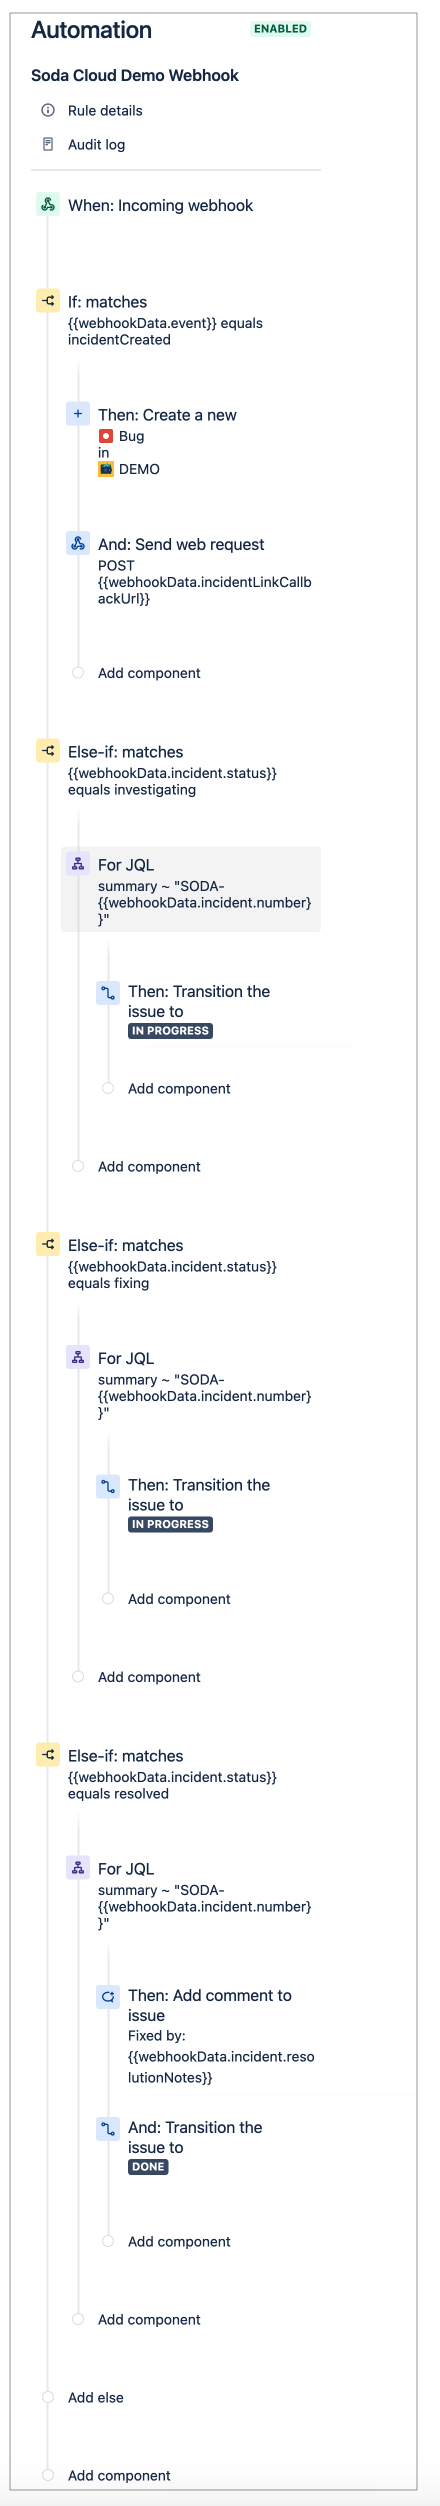 Automation
ENABLED
Soda Cloud Demo Webhook
Rule details
Audit log
When: Incoming webhook
If: matches
{{webhookData.event}} equals
incidentCreated
Then: Create a new
Bug
in
DEMO
And: Send web request
POST
{{webhookData.incidentLinkCallb
ackUrl}}
Add component
Else-if: matches
{{webhookData.incident.status}}
equals investigating
For JQL
summary ~ "SODA-
{{webhookData.incident.number}
}"
Then: Transition the
issue to
IN PROGRESS
Add component
Add component
Else-if: matches
{{webhookData.incident.status}}
equals fixing
For JQL
summary ~ "SODA-
{{webhookData.incident.number}
}"
Then: Transition the
issue to
IN PROGRESS
Add component
Add component
Else-if: matches
{{webhookData.incident.status}}
equals resolved
For JQL
summary ~ "SODA-
{{webhookData.incident.number}
}"
Then: Add comment to
issue
Fixed by:
{{webhookData.incident.reso
lutionNotes}}
And: Transition the
issue to
DONE
Add component
Add component
Add else
Add component